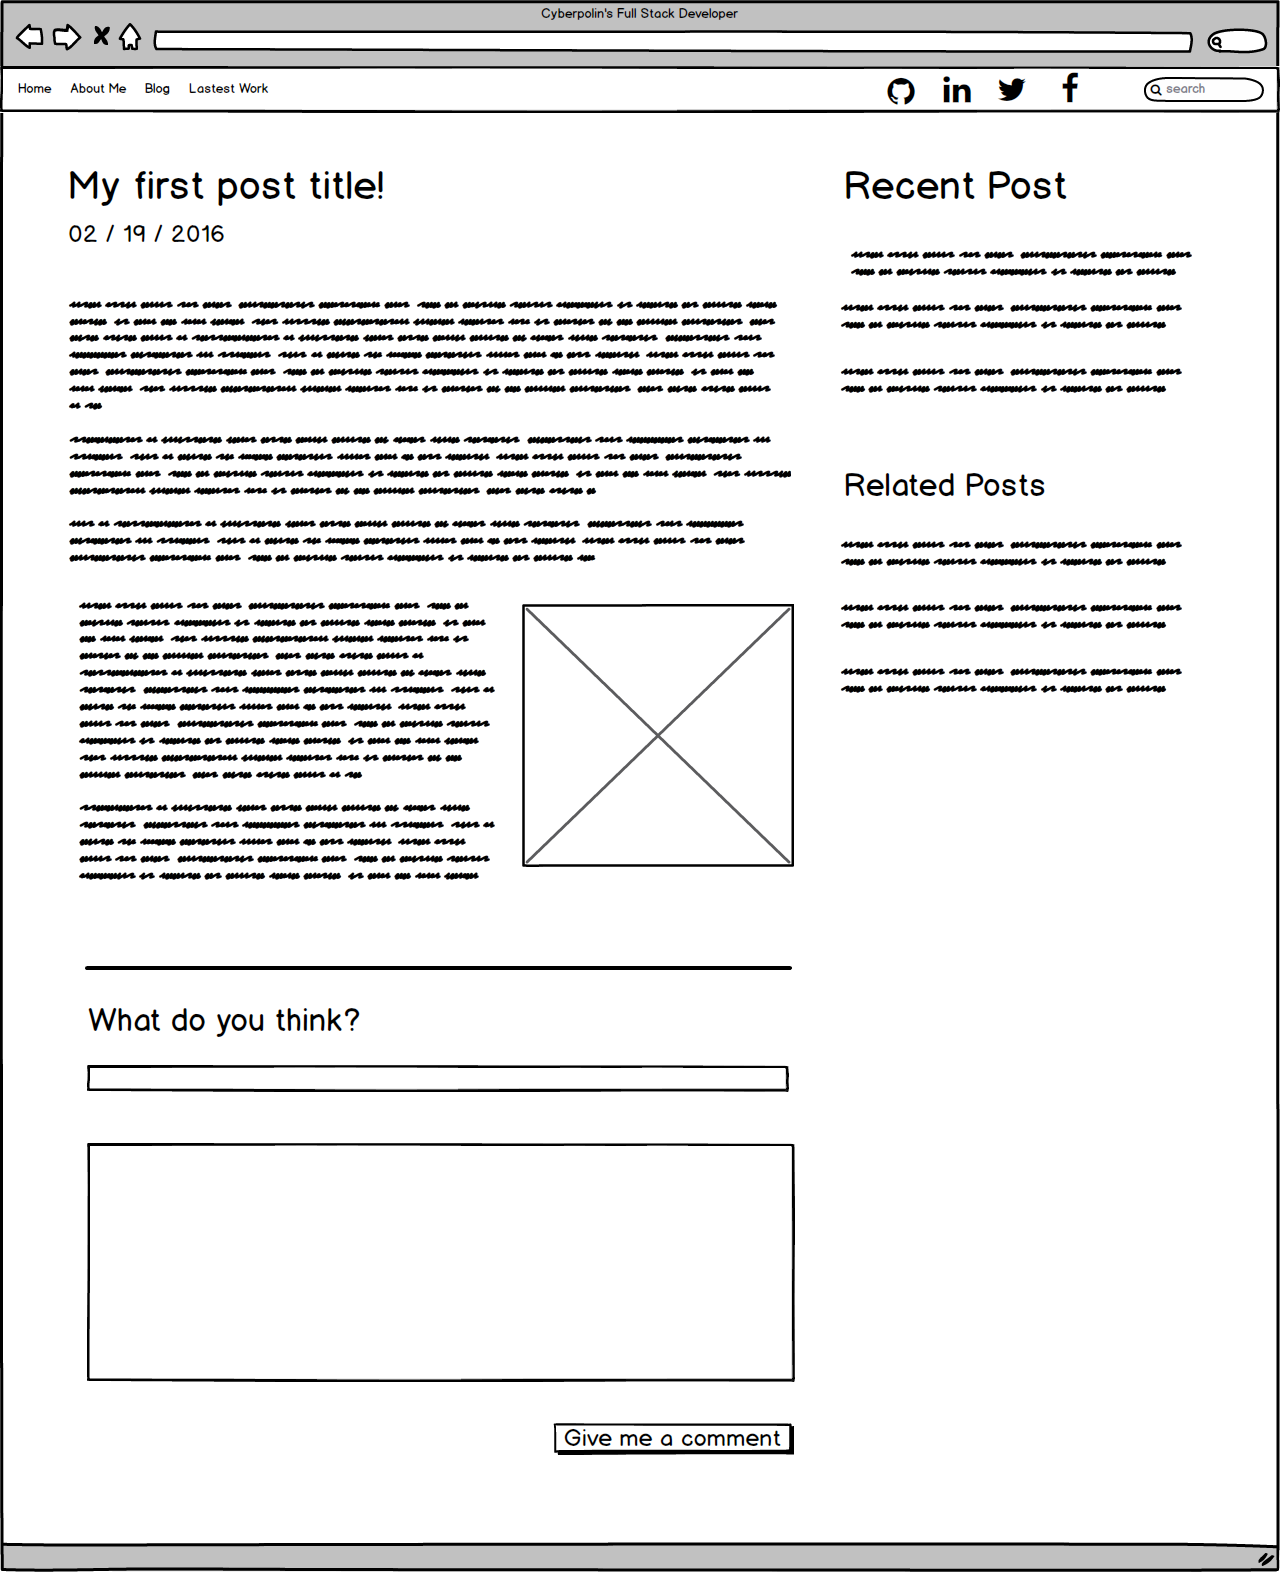 Cyberpolin's Full Stack Developer
Home About Me Blog Lastest Work
search
My first post title!
02 / 19 / 2016
Recent Post
Related Posts
What do you think?
Give me a comment